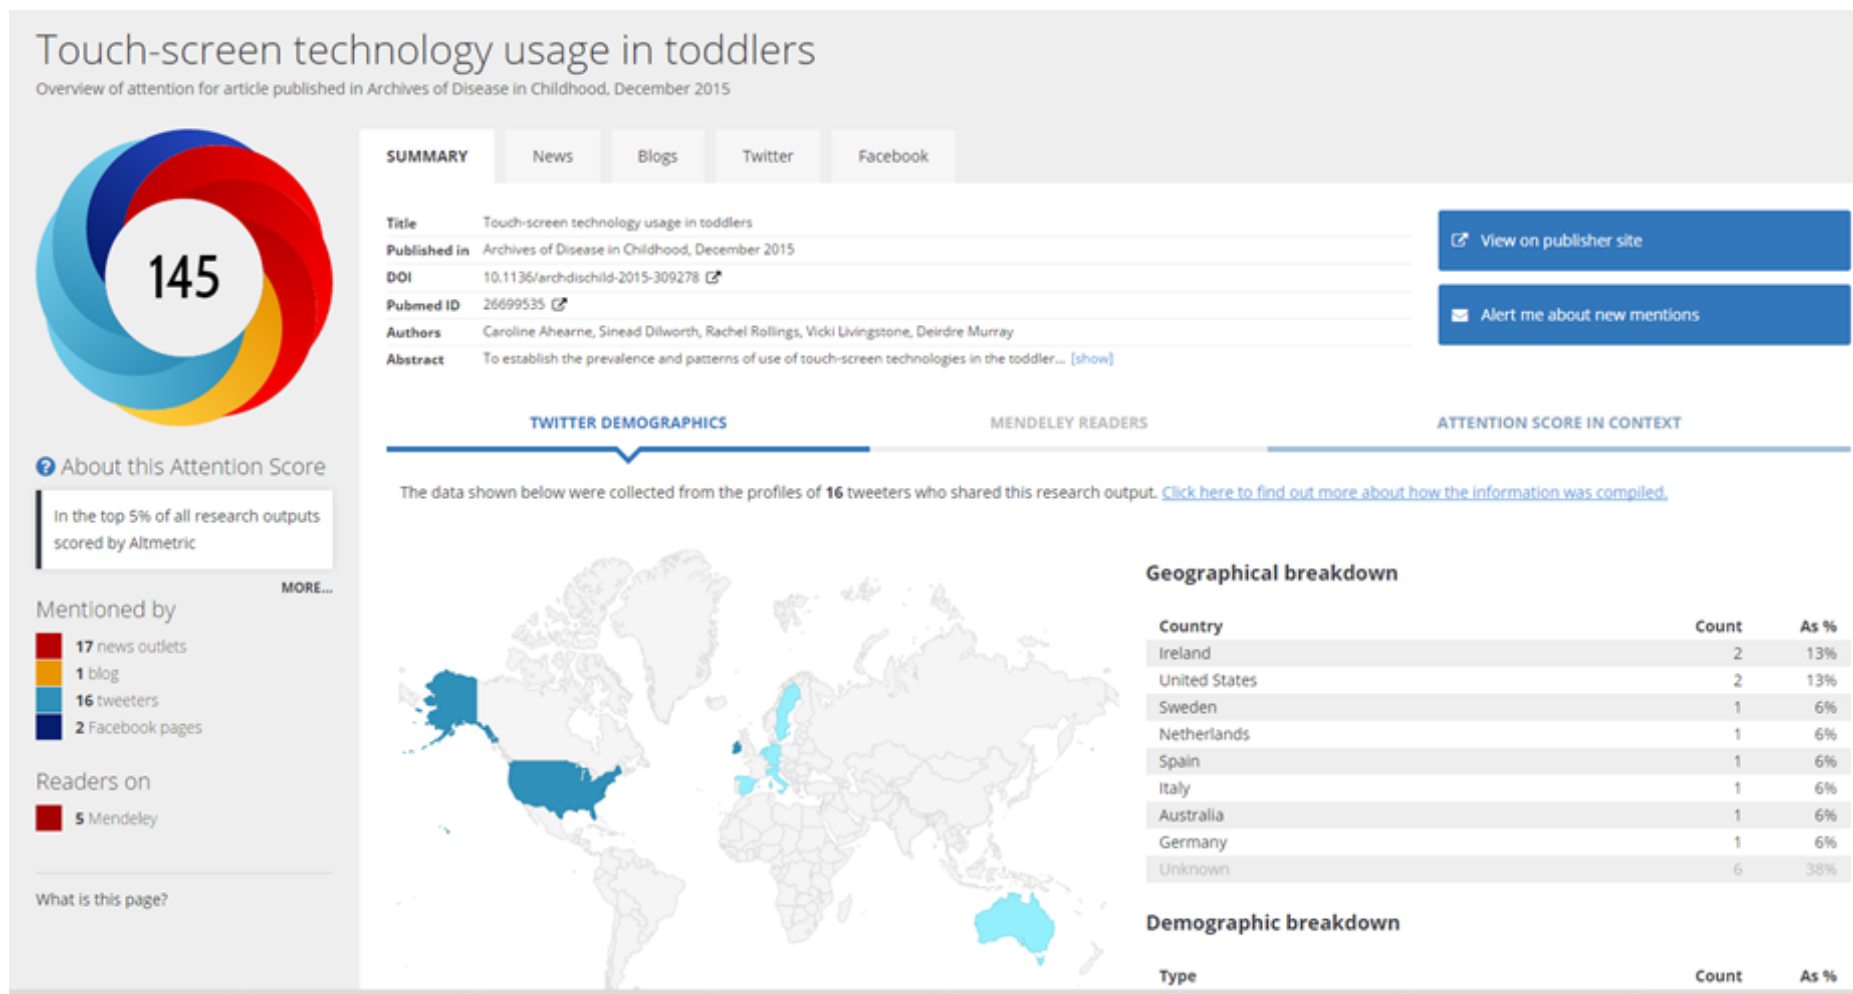 Touch-screen technology usage in toddlers
Overview of attention for article published in Archives of Disease in Childhood, December 2015
145
About this Attention Score
In the top 5% of all research outputs
scored by Altmetric
MORE...
Mentioned by
17 news outlets
1 blog
16 tweeters
2 Facebook pages
Readers on
5 Mendeley
What is this page?
SUMMARY News Blogs Twitter Facebook
Title Touch-screen technology usage in toddlers
Published in Archives of Disease in Childhood, December 2015
DOI 10.1136/archdischild-2015-309278
Pubmed ID 26699535
Authors Caroline Ahearne, Sinead Dilworth, Rachel Rollings, Vicki Livingstone, Deirdre Murray
Abstract To establish the prevalence and patterns of use of touch-screen technologies in the toddler... [show]
View on publisher site
Alert me about new mentions
TWITTER DEMOGRAPHICS MENDELEY READERS ATTENTION SCORE IN CONTEXT
The data shown below were collected from the profiles of 16 tweeters who shared this research output. Click here to find out more about how the information was compiled.
Geographical breakdown
Country Count As %
Ireland 2 13%
United States 2 13%
Sweden 1 6%
Netherlands 1 6%
Spain 1 6%
Italy 1 6%
Australia 1 6%
Germany 1 6%
Unknown 6 38%
Demographic breakdown
Type Count As %